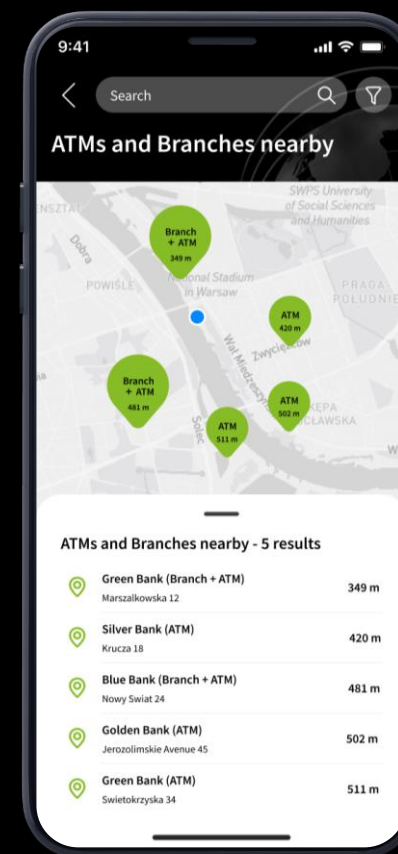 9:41
Search
ATMs and Branches nearby
SWPS University
of Social Sciences
and Humanities
Dobra
Branch
+ ATM
349 m
POWIŚLE
National Stadium
in Warsaw
PRAGA
POŁUDNIE
ATM
420 m
Zwycięzców
Wał Miedzeszyń
Branch
+ ATM
481 m
ATM
502 m
KĘPA
ATM
511 m
Solec
ATMs and Branches nearby - 5 results
Green Bank (Branch + ATM)
349 m
Marszalkowska 12
Silver Bank (ATM)
420 m
Krucza 18
Blue Bank (Branch + ATM)
481 m
Nowy Swiat 24
Golden Bank (ATM)
502 m
Jerozolimskie Avenue 45
Green Bank (ATM)
511 m
Swietokrzyska 34